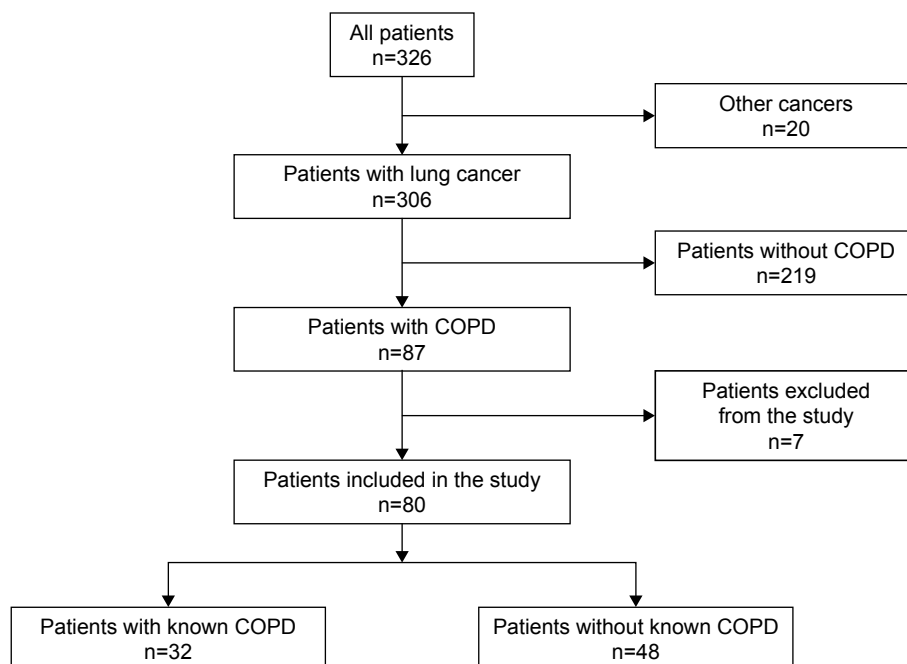 All patients
n=326
Other cancers
n=20
Patients with lung cancer
n=306
Patients without COPD
n=219
Patients with COPD
n=87
Patients excluded
from the study
n=7
Patients included in the study
n=80
Patients with known COPD
n=32
Patients without known COPD
n=48